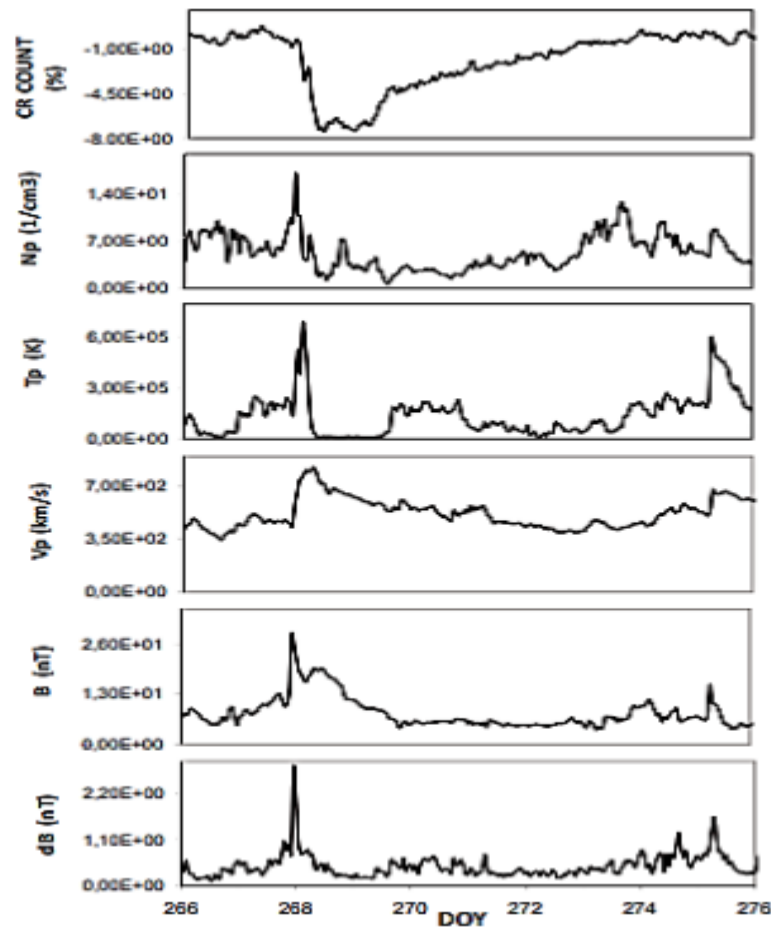 CR COUNT
(%)
-1,00E+00
-4,50E+00
-8,00E+00
Np (1/cm3)
1,40E+01
7,00E+00
0,00E+00
Tp (K)
6,00E+05
3,00E+05
0,00E+00
Vp (km/s)
7,00E+02
3,50E+02
0,00E+00
B (nT)
2,60E+01
1,30E+01
0,00E+00
dB (nT)
2,20E+00
1,10E+00
0,00E+00
266 268 270 272 274 276
DOY